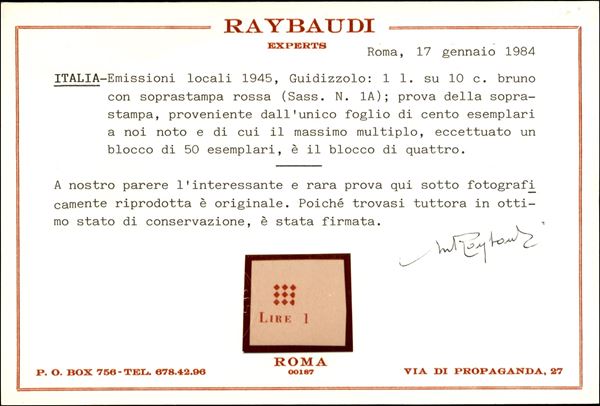 RAYBAUDI
EXPERTS
Roma, 17 gennaio 1984
ITALIA-Emissioni locali 1945, Guidizzolo: 1 l. su 10 c. bruno
con soprastampa rossa (Sass. N. 1A); prova della sopra-
stampa, proveniente dall'unico foglio di cento esemplari
a noi noto e di cui il massimo multiplo, eccettuato un
blocco di 50 esemplari, è il blocco di quattro.
A nostro parere l'interessante e rara prova qui sotto fotografi
camente riprodotta è originale. Poiché trovasi tuttora in otti-
mo stato di conservazione, è stata firmata.
LIRE 1
ROMA
00187
P. O. BOX 756-TEL. 678.42.96
VIA DI PROPAGANDA, 27